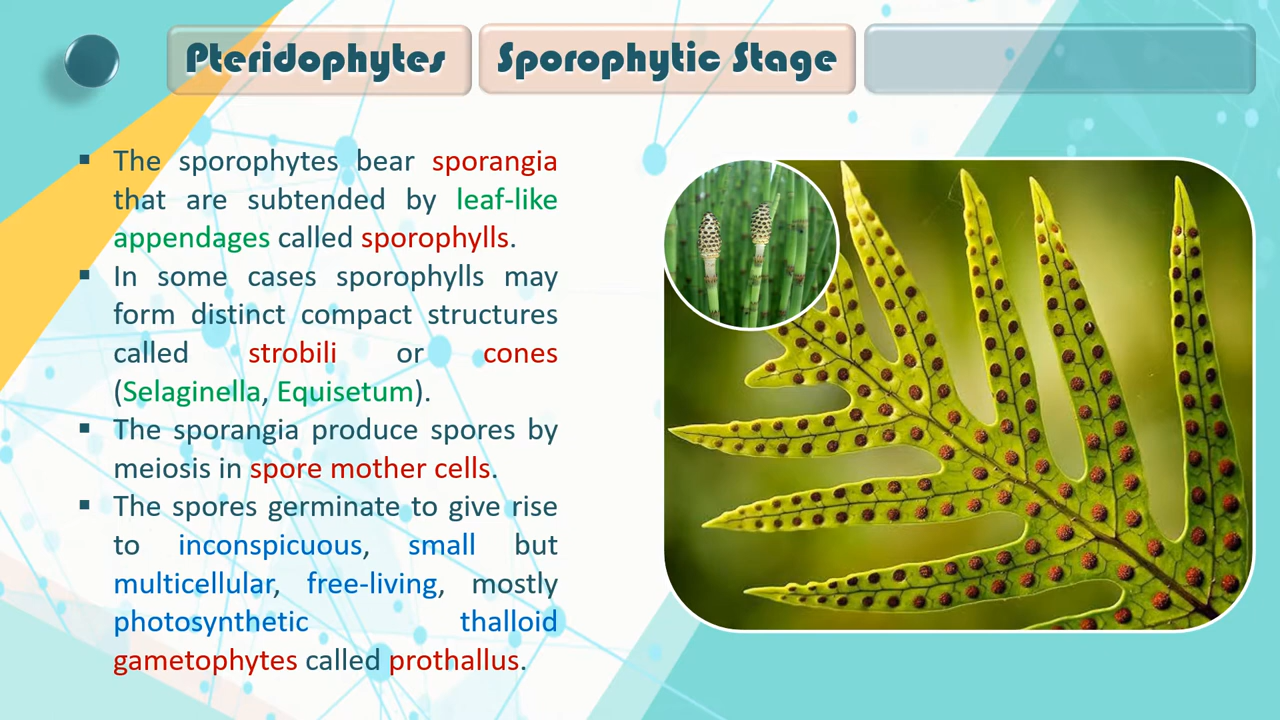 Pteridophytes
Sporophytic Stage
▪ The sporophytes bear sporangia
that are subtended by leaf-like
appendages called sporophylls.
▪ In some cases sporophylls may
form distinct compact structures
called strobili or cones
(Selaginella, Equisetum).
▪ The sporangia produce spores by
meiosis in spore mother cells.
▪ The spores germinate to give rise
to inconspicuous, small but
multicellular, free-living, mostly
photosynthetic thalloid
gametophytes called prothallus.